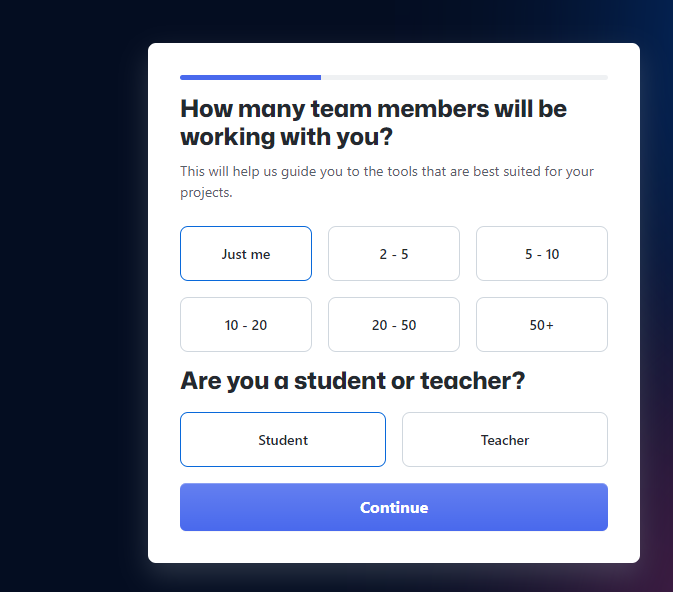 How many team members will be
working with you?
This will help us guide you to the tools that are best suited for your
projects.
Just me
2 - 5
5 - 10
10 - 20
20 - 50
50+
Are you a student or teacher?
Student
Teacher
Continue